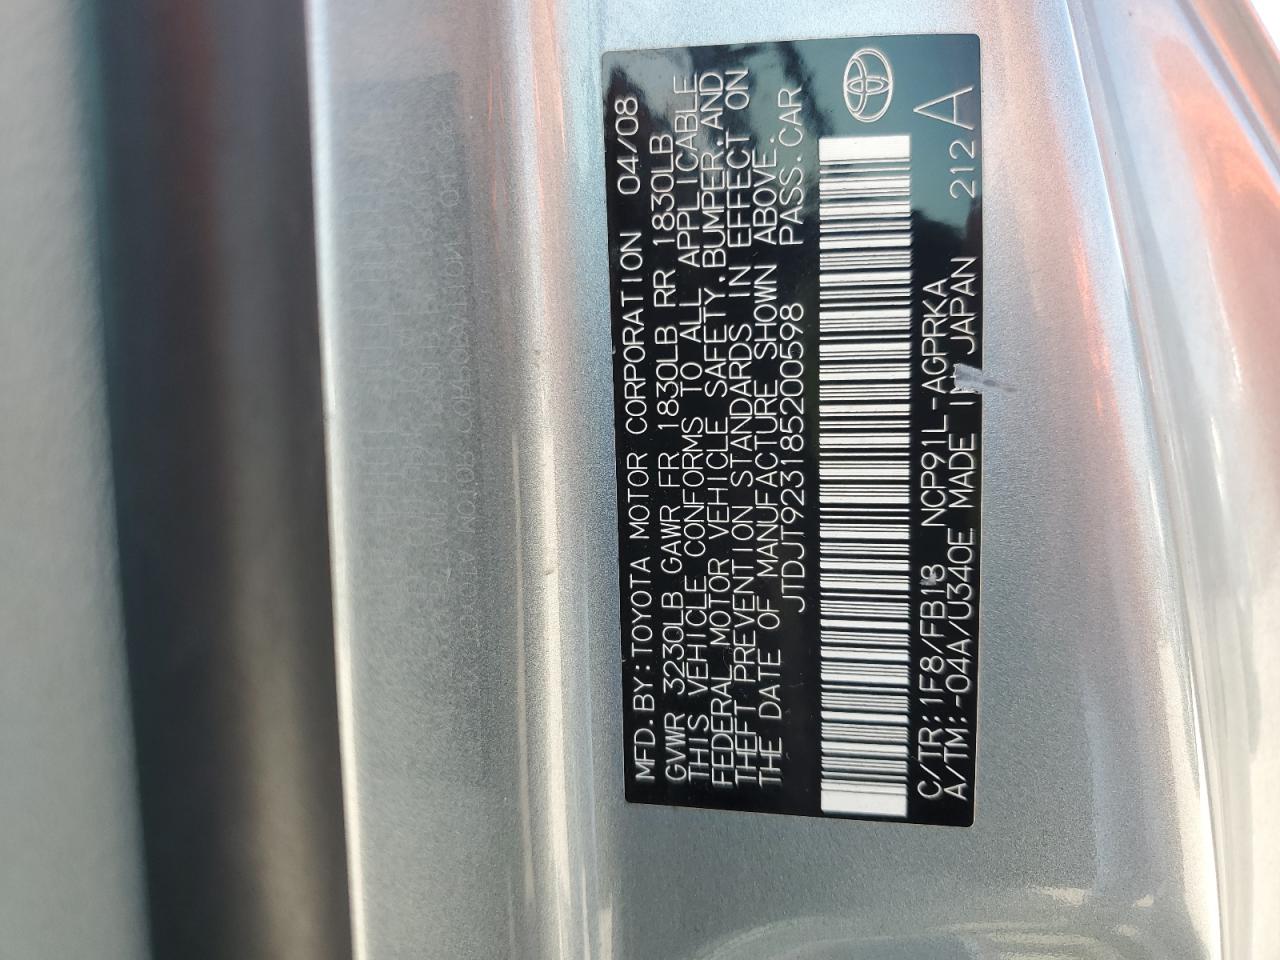 MFD.BY:TOYOTA MOTOR CORPORATION 04/08
GVWR 3230LB GAWR FR 1830LB RR 1830LB
THIS VEHICLE CONFORMS TO ALL APPLICABLE
FEDERAL MOTOR VEHICLE SAFETY,BUMPER,AND
THEFT PREVENTION STANDARDS IN EFFECT ON
THE DATE OF MANUFACTURE SHOWN ABOVE.
JTDJT923185200598 PASS.CAR
C/TR:1F8/FB18 NCP91L-AGPRKA
A/TM:-04A/U340E MADE IN JAPAN 212A